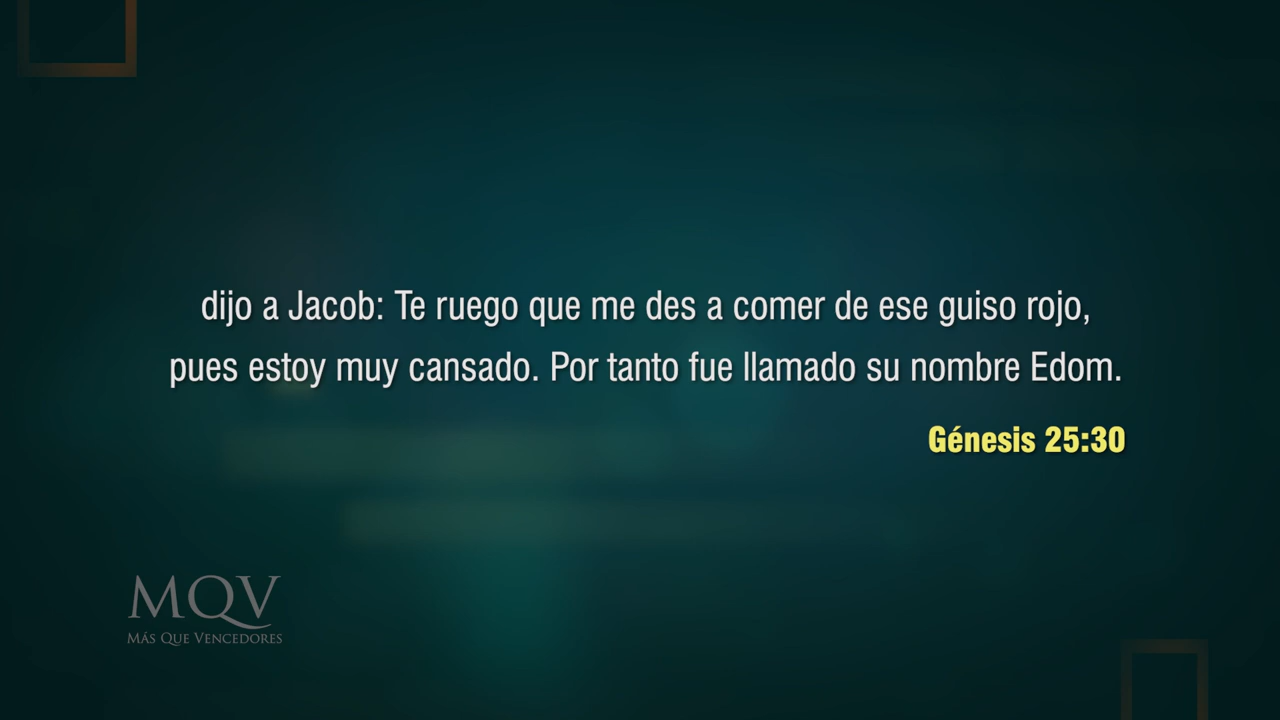 dijo a Jacob: Te ruego que me des a comer de ese guiso rojo,
pues estoy muy cansado. Por tanto fue llamado su nombre Edom.
Génesis 25:30
MQV
MÁS QUE VENCEDORES